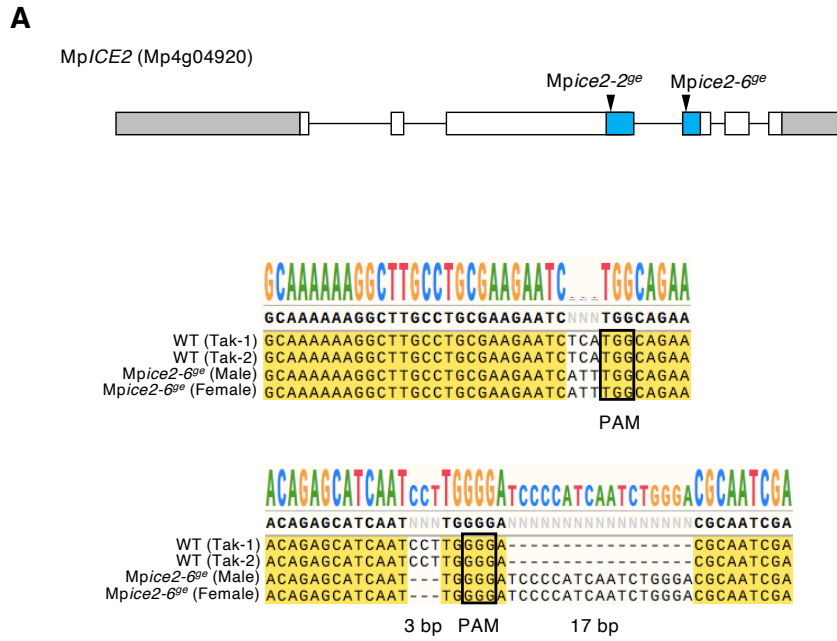 A
MpICE2 (Mp4g04920)
Mpice2-2ge Mpice2-6ge
GCAAAAAAGGCTTGCCTGCGAAGAATC...TGGCAGAA
GCAAAAAAGGCTTGCCTGCGAAGAATCNNNTGGCAGAA
WT (Tak-1) GCAAAAAAGGCTTGCCTGCGAAGAATCTCATGGCAGAA
WT (Tak-2) GCAAAAAAGGCTTGCCTGCGAAGAATCTCATGGCAGAA
Mpice2-6ge (Male) GCAAAAAAGGCTTGCCTGCGAAGAATCATTTGGCAGAA
Mpice2-6ge (Female) GCAAAAAAGGCTTGCCTGCGAAGAATCATTTGGCAGAA
PAM
ACAGAGCATCAATCCTTGGGGATCCCCATCAATCTGGGACGCAATCGA
ACAGAGCATCAATNNNTGGGGANNNNNNNNNNNNNNNNNCGCAATCGA
WT (Tak-1) ACAGAGCATCAATCCTTGGGGA-----------------CGCAATCGA
WT (Tak-2) ACAGAGCATCAATCCTTGGGGA-----------------CGCAATCGA
Mpice2-6ge (Male) ACAGAGCATCAAT---TGGGGATCCCCATCAATCTGGGACGCAATCGA
Mpice2-6ge (Female) ACAGAGCATCAAT---TGGGGATCCCCATCAATCTGGGACGCAATCGA
3 bp PAM 17 bp